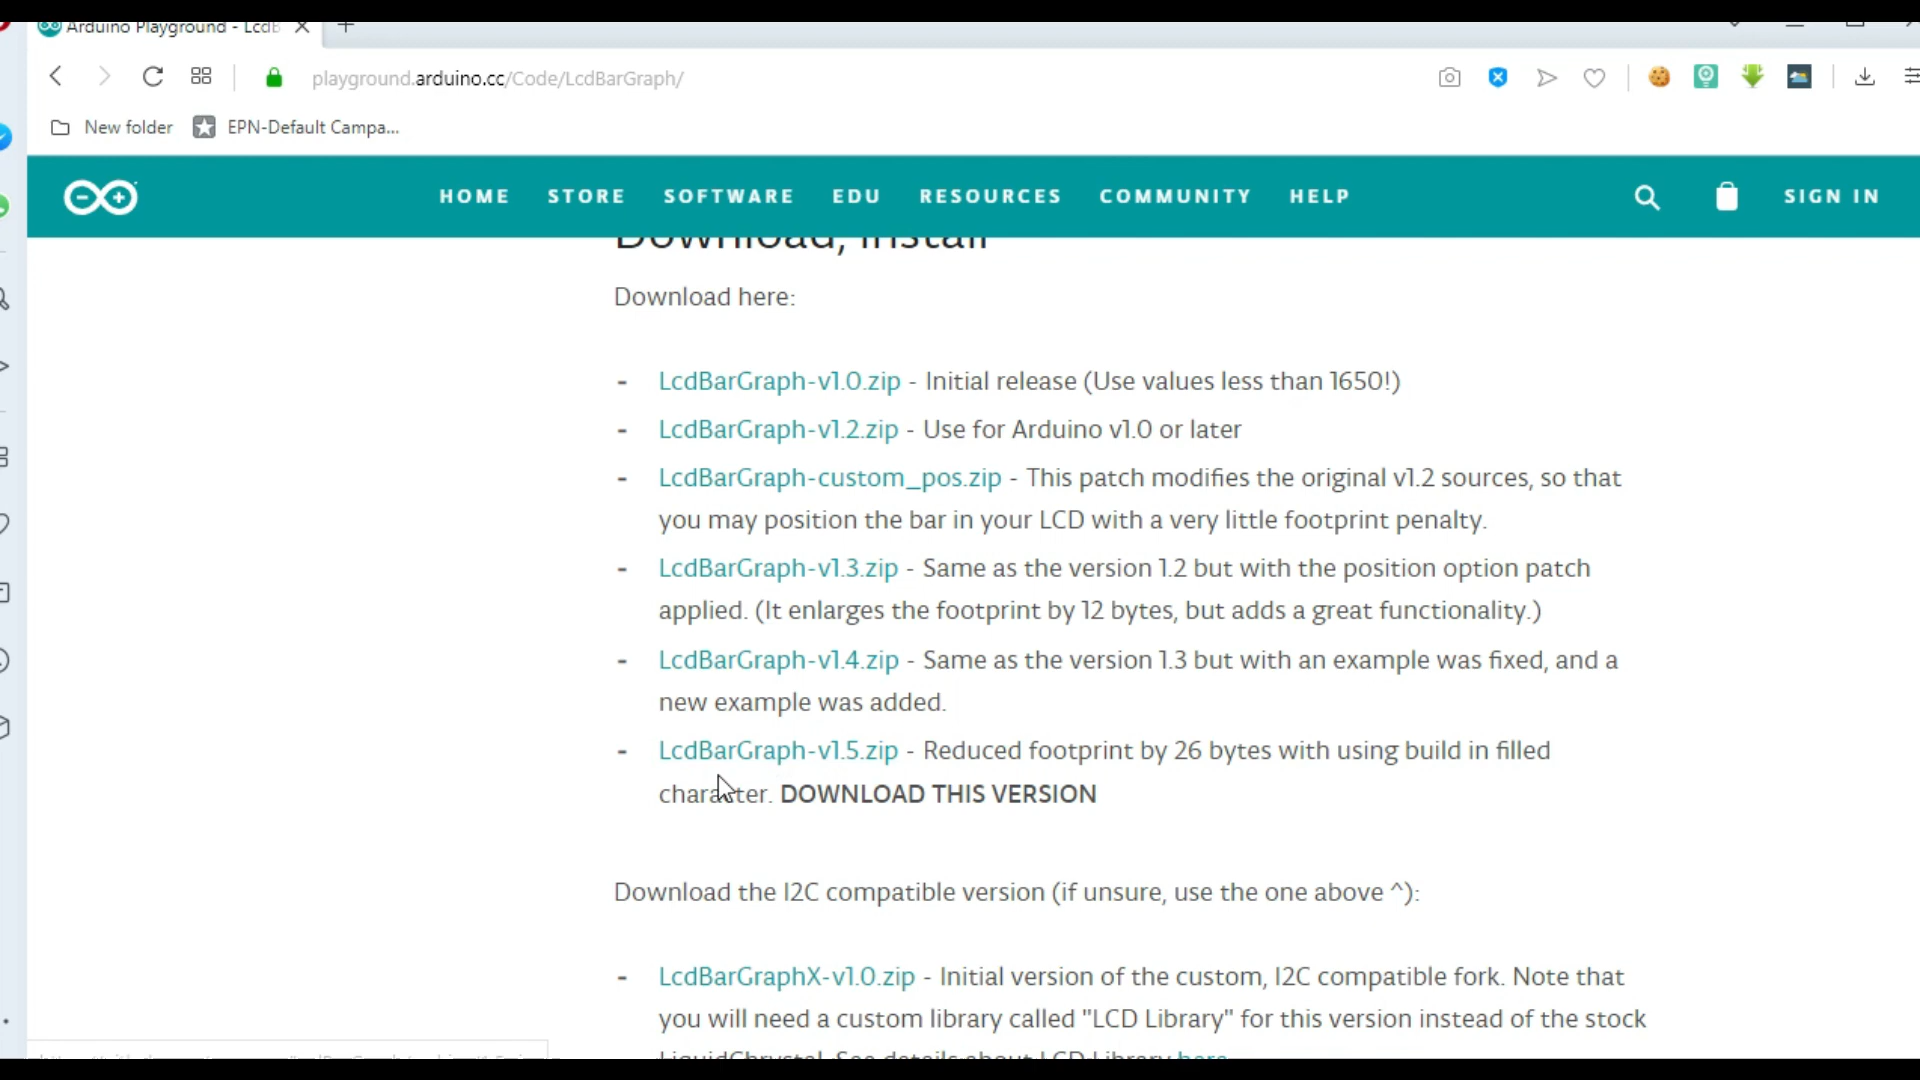 Arduino Playground - LcdB
playground.arduino.cc/Code/LcdBarGraph/
New folder EPN-Default Campa...
HOME STORE SOFTWARE EDU RESOURCES COMMUNITY HELP SIGN IN
Download, Install
Download here:
- LcdBarGraph-v1.0.zip - Initial release (Use values less than 1650!)
- LcdBarGraph-v1.2.zip - Use for Arduino v1.0 or later
- LcdBarGraph-custom_pos.zip - This patch modifies the original v1.2 sources, so that
you may position the bar in your LCD with a very little footprint penalty.
- LcdBarGraph-v1.3.zip - Same as the version 1.2 but with the position option patch
applied. (It enlarges the footprint by 12 bytes, but adds a great functionality.)
- LcdBarGraph-v1.4.zip - Same as the version 1.3 but with an example was fixed, and a
new example was added.
- LcdBarGraph-v1.5.zip - Reduced footprint by 26 bytes with using build in filled
character. DOWNLOAD THIS VERSION
Download the I2C compatible version (if unsure, use the one above ^):
- LcdBarGraphX-v1.0.zip - Initial version of the custom, I2C compatible fork. Note that
you will need a custom library called "LCD Library" for this version instead of the stock
LiquidChrystal. See details about LCD Library here